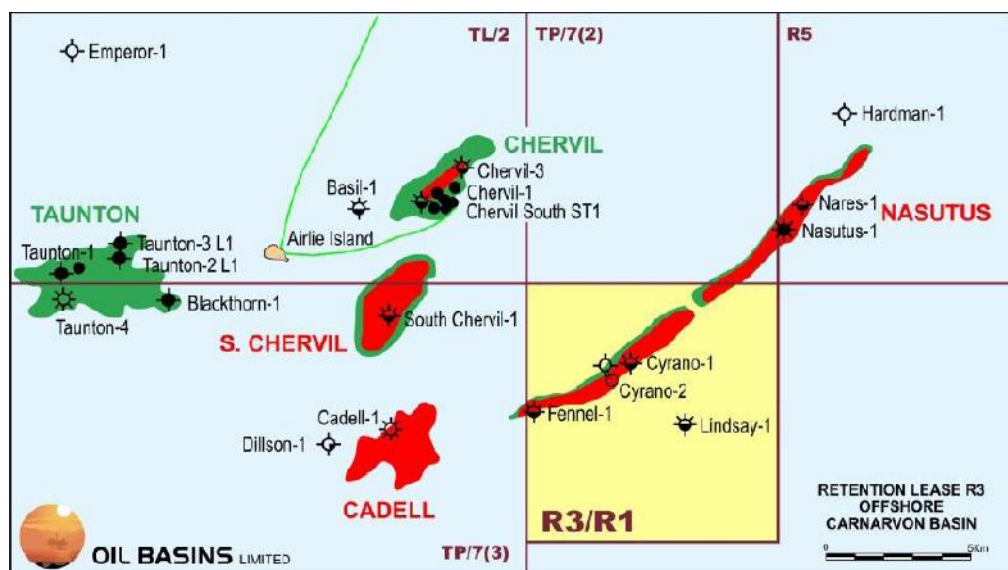 TL/2
TP/7(2)
R5
Emperor-1
Hardman-1
CHERVIL
Chervil-3
Basil-1
Chervil-1
Chervil South ST1
Nares-1
NASUTUS
Nasutus-1
TAUNTON
Taunton-3 L1
Taunton-1
Taunton-2 L1
Airlie Island
Blackthorn-1
Taunton-4
South Chervil-1
S. CHERVIL
Cyrano-1
Cyrano-2
Fennel-1
Lindsay-1
Cadell-1
Dillson-1
CADELL
R3/R1
RETENTION LEASE R3
OFFSHORE
CARNARVON BASIN
0 5Km
OIL BASINS LIMITED
TP/7(3)